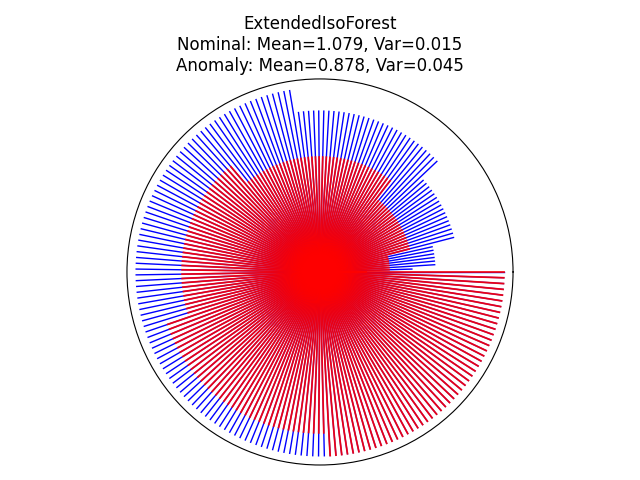 ExtendedIsoForest
Nominal: Mean=1.079, Var=0.015
Anomaly: Mean=0.878, Var=0.045